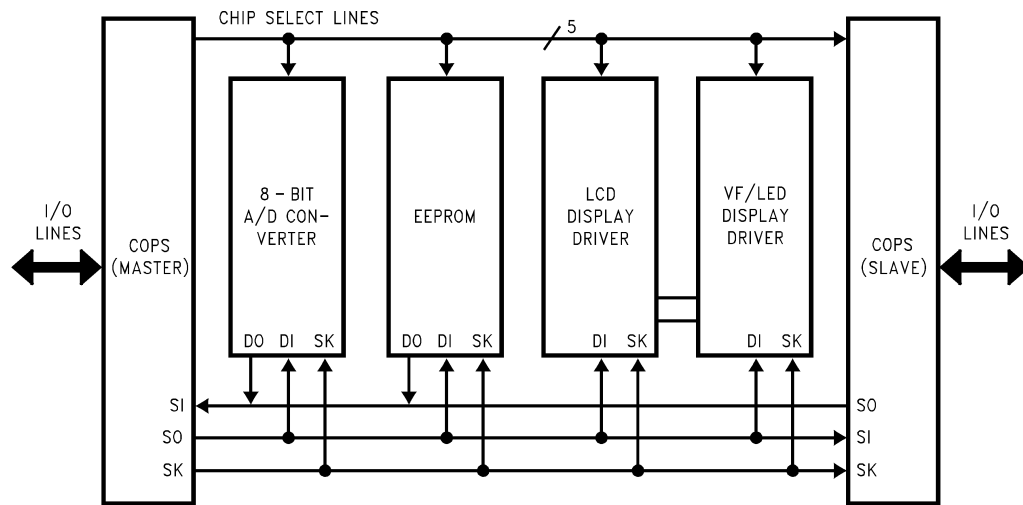 CHIP SELECT LINES
5
I/O
LINES
COPS
(MASTER)
8 – BIT
A/D CON–
VERTER
EEPROM
LCD
DISPLAY
DRIVER
VF/LED
DISPLAY
DRIVER
COPS
(SLAVE)
I/O
LINES
DO DI SK
DO DI SK
DI SK
DI SK
SI
SO
SK
SO
SI
SK